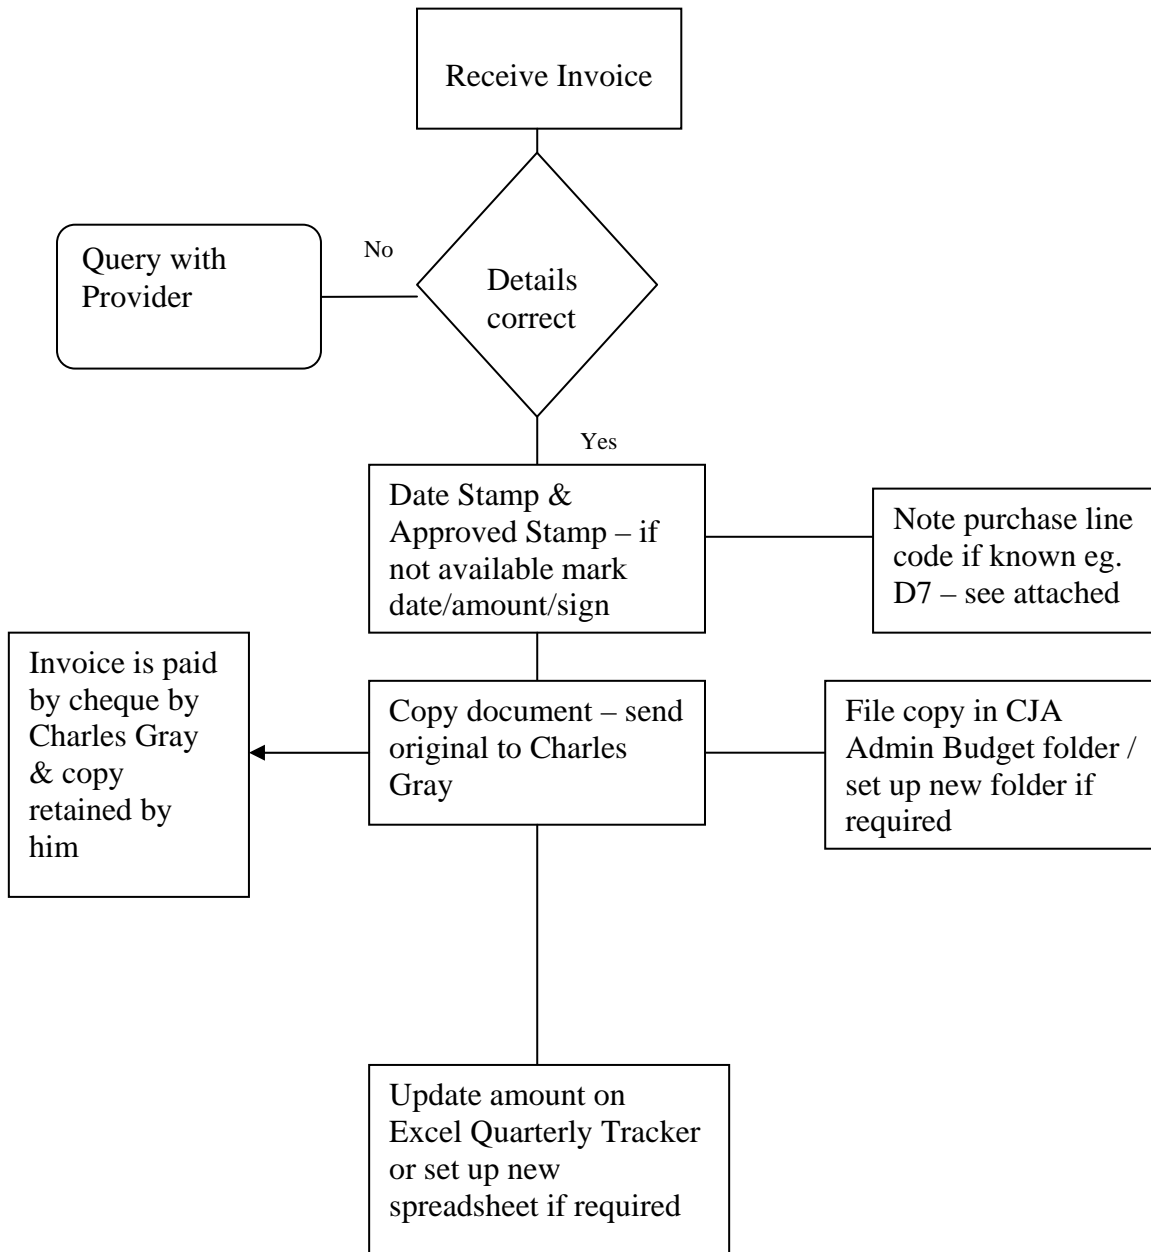 Receive Invoice
No
Query with
Provider
Details
correct
Yes
Date Stamp &
Approved Stamp – if
not available mark
date/amount/sign
Note purchase line
code if known eg.
D7 – see attached
Invoice is paid
by cheque by
Charles Gray
& copy
retained by
him
Copy document – send
original to Charles
Gray
File copy in CJA
Admin Budget folder /
set up new folder if
required
Update amount on
Excel Quarterly Tracker
or set up new
spreadsheet if required